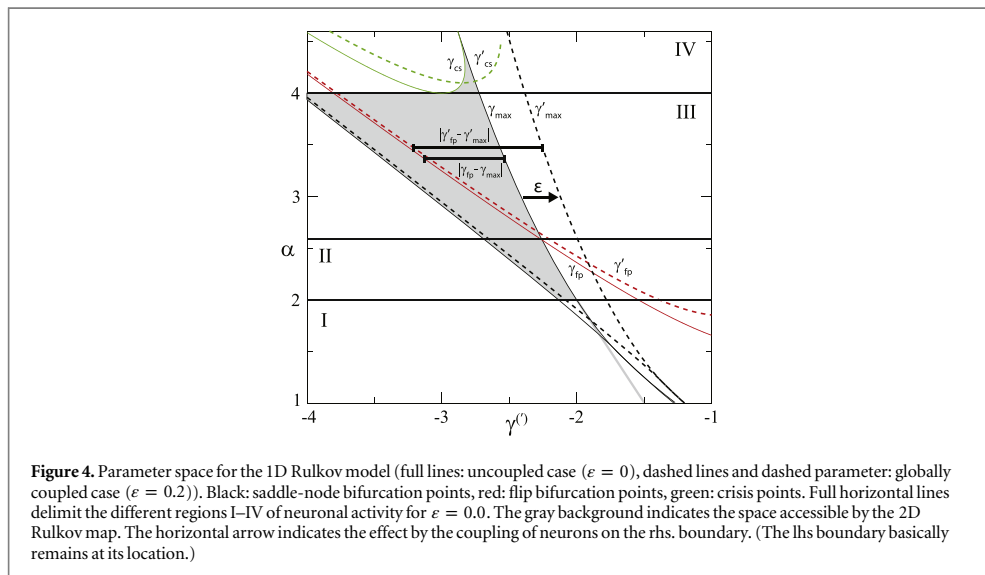 IV
γcs
γ'cs
4
III
γmax
γ'max
|γ'fp-γ'max|
|γfp-γmax|
3
ε
α
II
γfp
γ'fp
2
I
1
-4
-3
-2
-1
γ(')
Figure 4. Parameter space for the 1D Rulkov model (full lines: uncoupled case (ε = 0), dashed lines and dashed parameter: globally
coupled case (ε = 0.2)). Black: saddle-node bifurcation points, red: flip bifurcation points, green: crisis points. Full horizontal lines
delimit the different regions I–IV of neuronal activity for ε = 0.0. The gray background indicates the space accessible by the 2D
Rulkov map. The horizontal arrow indicates the effect by the coupling of neurons on the rhs. boundary. (The lhs boundary basically
remains at its location.)